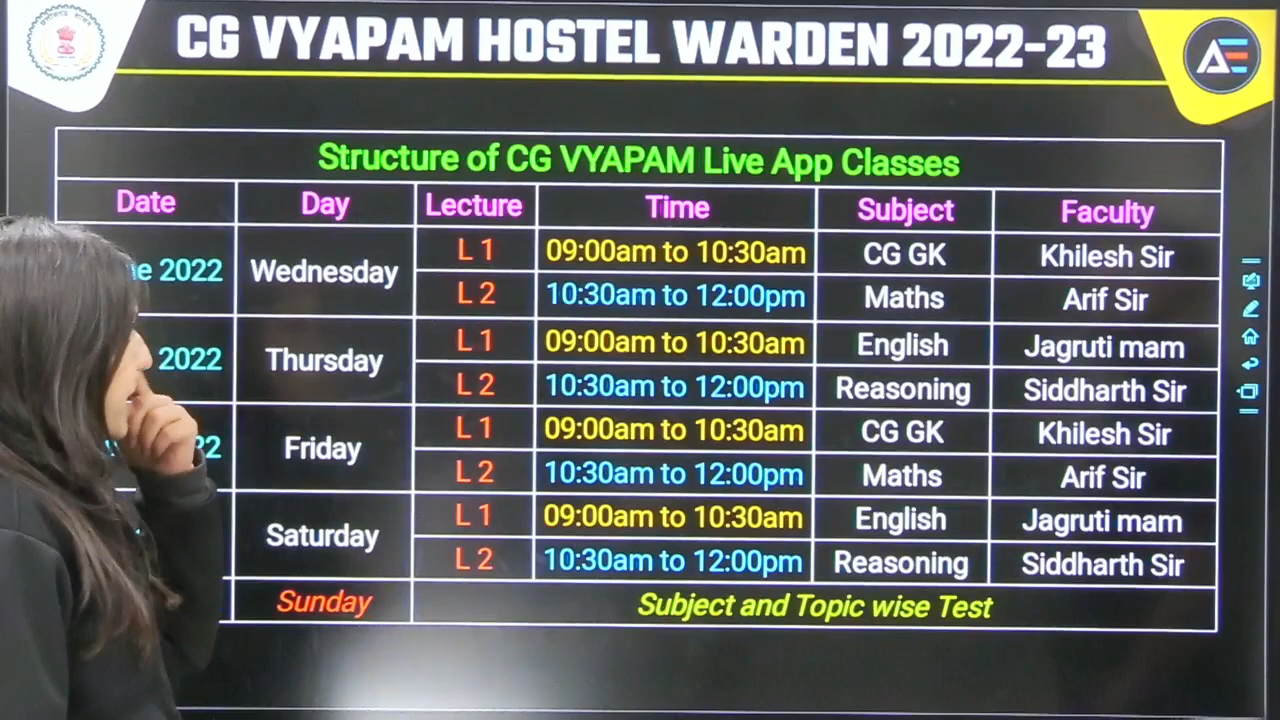 CG VYAPAM HOSTEL WARDEN 2022-23
Structure of CG VYAPAM Live App Classes
Date Day Lecture Time Subject Faculty
2022 Wednesday L 1 09:00am to 10:30am CG GK Khilesh Sir
L 2 10:30am to 12:00pm Maths Arif Sir
2022 Thursday L 1 09:00am to 10:30am English Jagruti mam
L 2 10:30am to 12:00pm Reasoning Siddharth Sir
Friday L 1 09:00am to 10:30am CG GK Khilesh Sir
L 2 10:30am to 12:00pm Maths Arif Sir
Saturday L 1 09:00am to 10:30am English Jagruti mam
L 2 10:30am to 12:00pm Reasoning Siddharth Sir
Sunday Subject and Topic wise Test